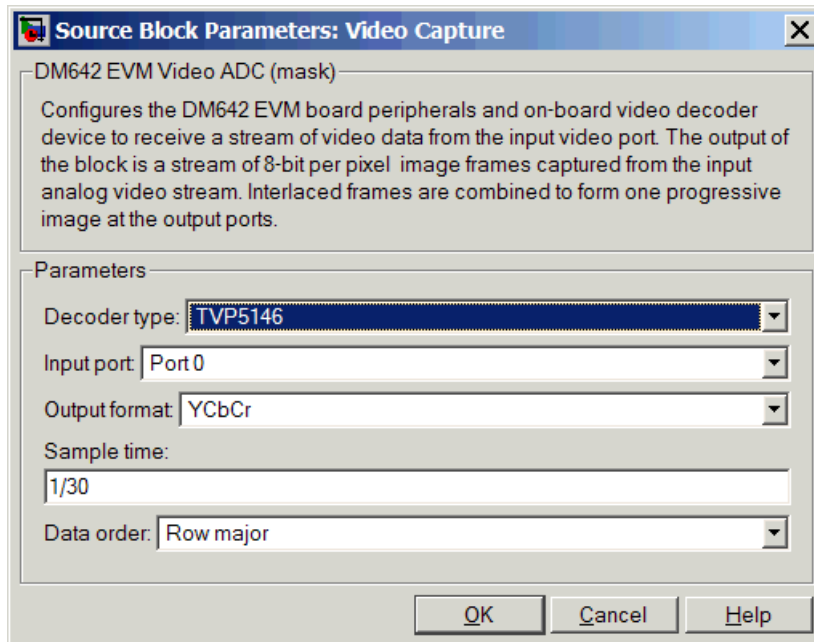 Source Block Parameters: Video Capture
DM642 EVM Video ADC (mask)
Configures the DM642 EVM board peripherals and on-board video decoder
device to receive a stream of video data from the input video port. The output of
the block is a stream of 8-bit per pixel image frames captured from the input
analog video stream. Interlaced frames are combined to form one progressive
image at the output ports.
Parameters
Decoder type: TVP5146
Input port: Port 0
Output format: YCbCr
Sample time:
1/30
Data order: Row major
OK Cancel Help